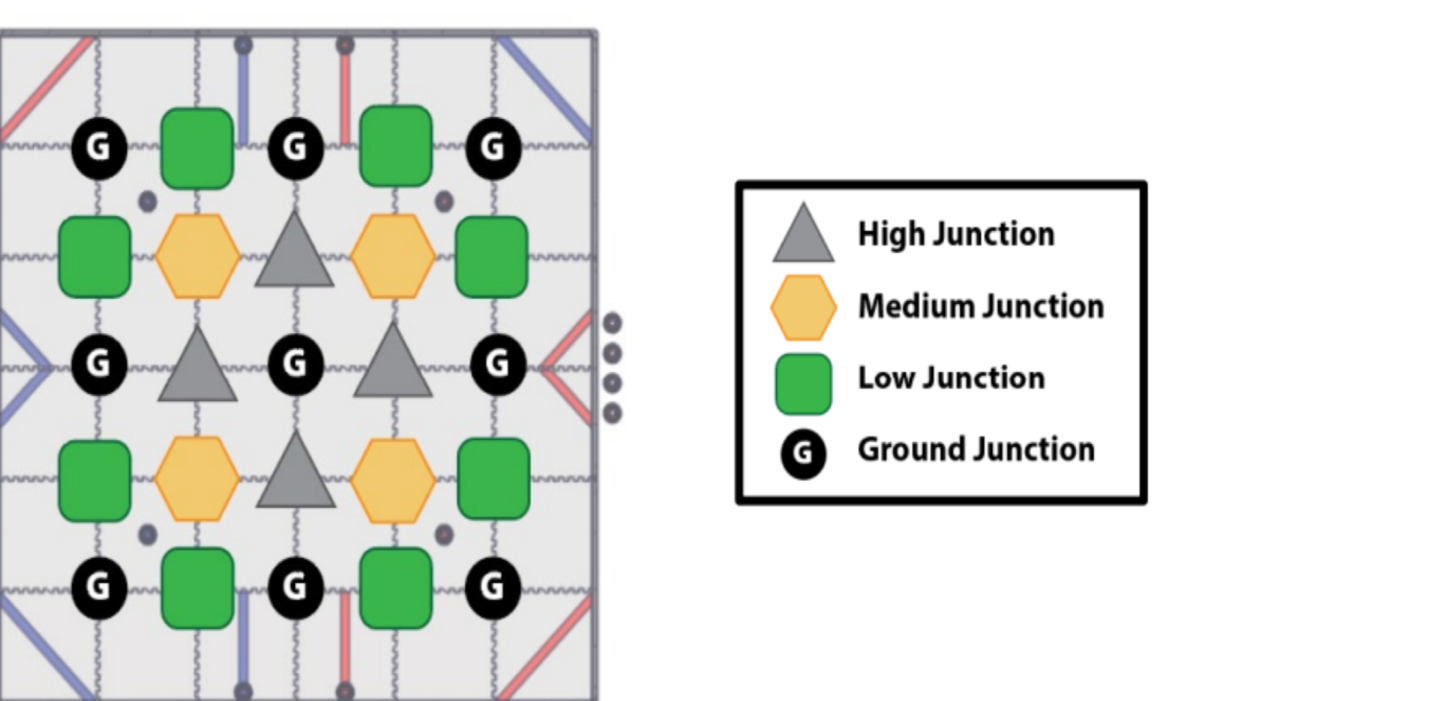 G G G
G G G
G G G
High Junction
Medium Junction
Low Junction
G Ground Junction